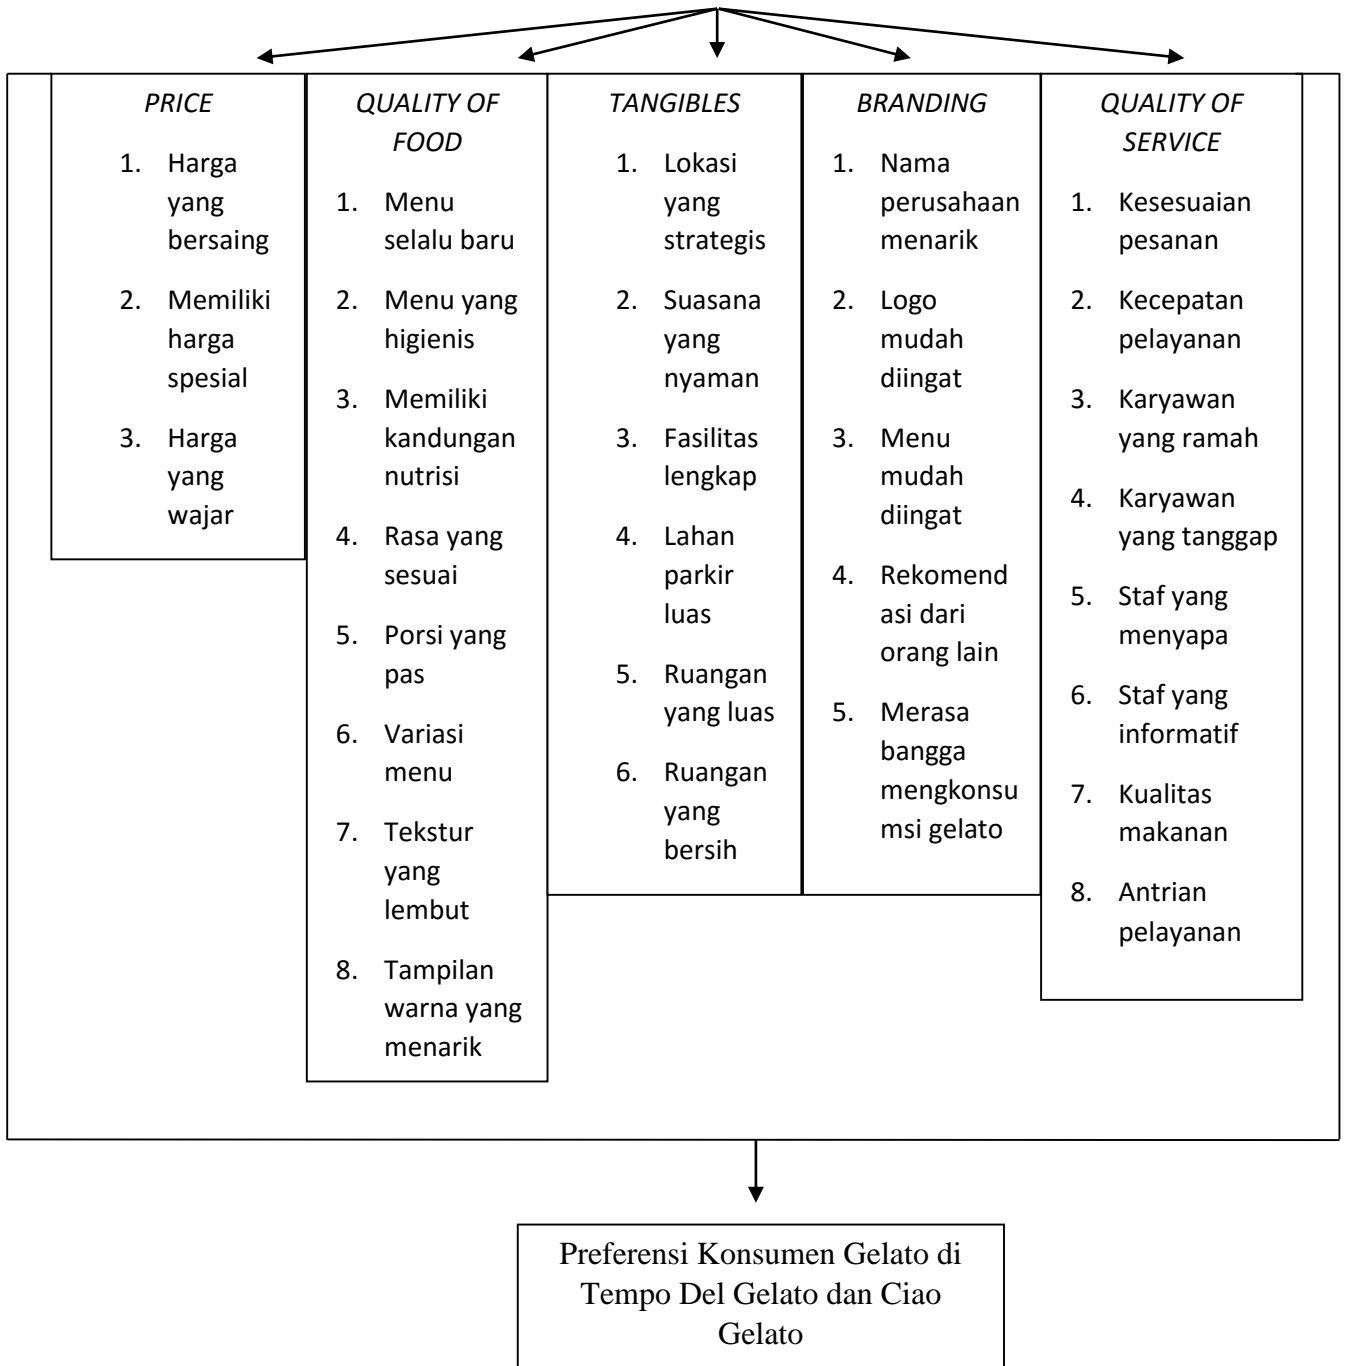 PRICE
1. Harga
yang
bersaing
2. Memiliki
harga
spesial
3. Harga
yang
wajar
QUALITY OF
FOOD
1. Menu
selalu baru
2. Menu yang
higienis
3. Memiliki
kandungan
nutrisi
4. Rasa yang
sesuai
5. Porsi yang
pas
6. Variasi
menu
7. Tekstur
yang
lembut
8. Tampilan
warna yang
menarik
TANGIBLES
1. Lokasi
yang
strategis
2. Suasana
yang
nyaman
3. Fasilitas
lengkap
4. Lahan
parkir
luas
5. Ruangan
yang luas
6. Ruangan
yang
bersih
BRANDING
1. Nama
perusahaan
menarik
2. Logo
mudah
diingat
3. Menu
mudah
diingat
4. Rekomend
asi dari
orang lain
5. Merasa
bangga
mengkonsu
msi gelato
QUALITY OF
SERVICE
1. Kesesuaian
pesanan
2. Kecepatan
pelayanan
3. Karyawan
yang ramah
4. Karyawan
yang tanggap
5. Staf yang
menyapa
6. Staf yang
informatif
7. Kualitas
makanan
8. Antrian
pelayanan
Preferensi Konsumen Gelato di
Tempo Del Gelato dan Ciao
Gelato